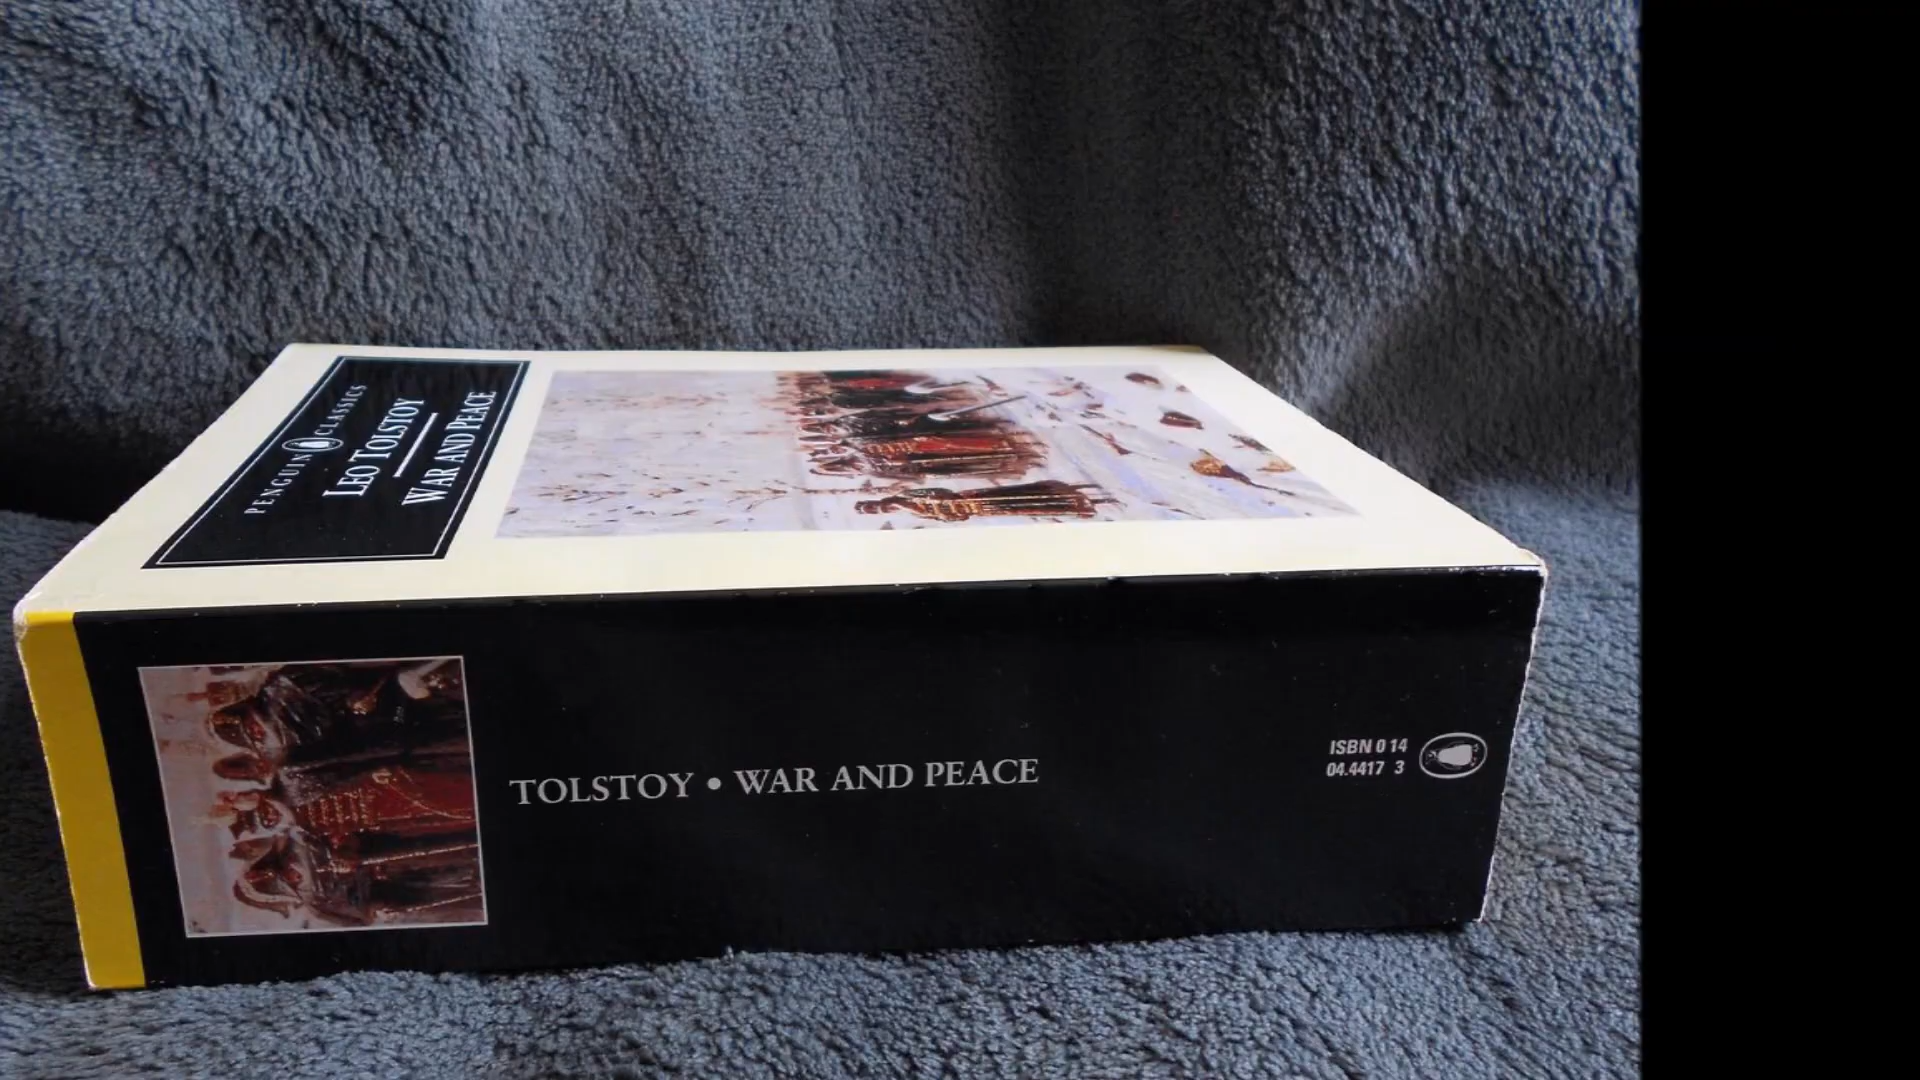 PENGUIN CLASSICS
LEO TOLSTOY
WAR AND PEACE
TOLSTOY • WAR AND PEACE
ISBN 0 14
04.4417 3